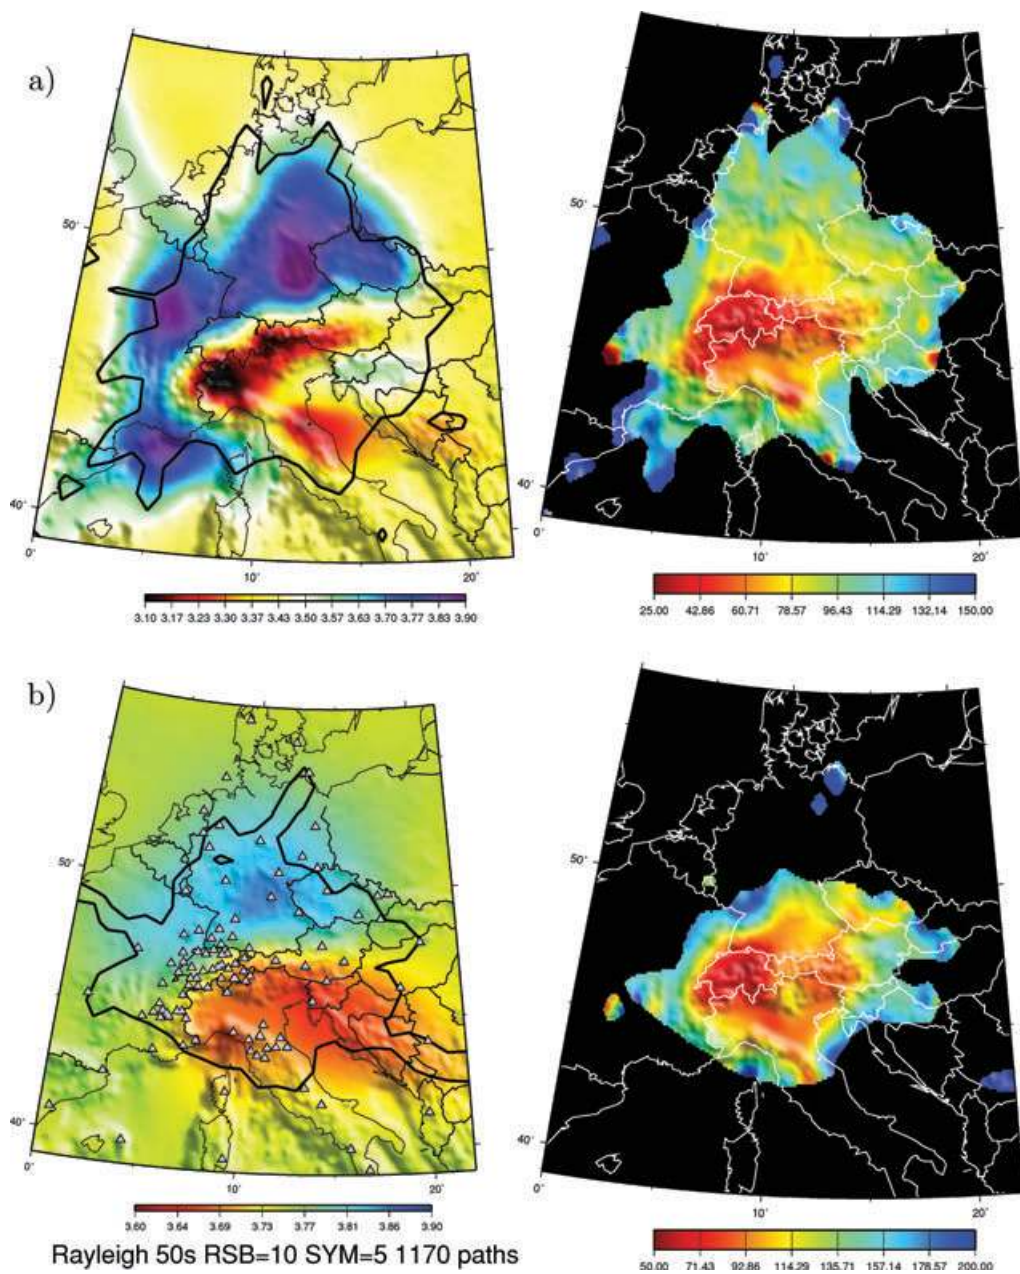 a)
50˚
40˚
0˚
10˚
20˚
3.10 3.17 3.23 3.30 3.37 3.43 3.50 3.57 3.63 3.70 3.77 3.83 3.90
50˚
40˚
0˚
10˚
20˚
25.00 42.86 60.71 78.57 96.43 114.29 132.14 150.00
b)
50˚
40˚
0˚
10˚
20˚
3.60 3.64 3.69 3.73 3.77 3.81 3.86 3.90
Rayleigh 50s RSB=10 SYM=5 1170 paths
50˚
40˚
0˚
10˚
20˚
50.00 71.43 92.86 114.29 135.71 157.14 178.57 200.00